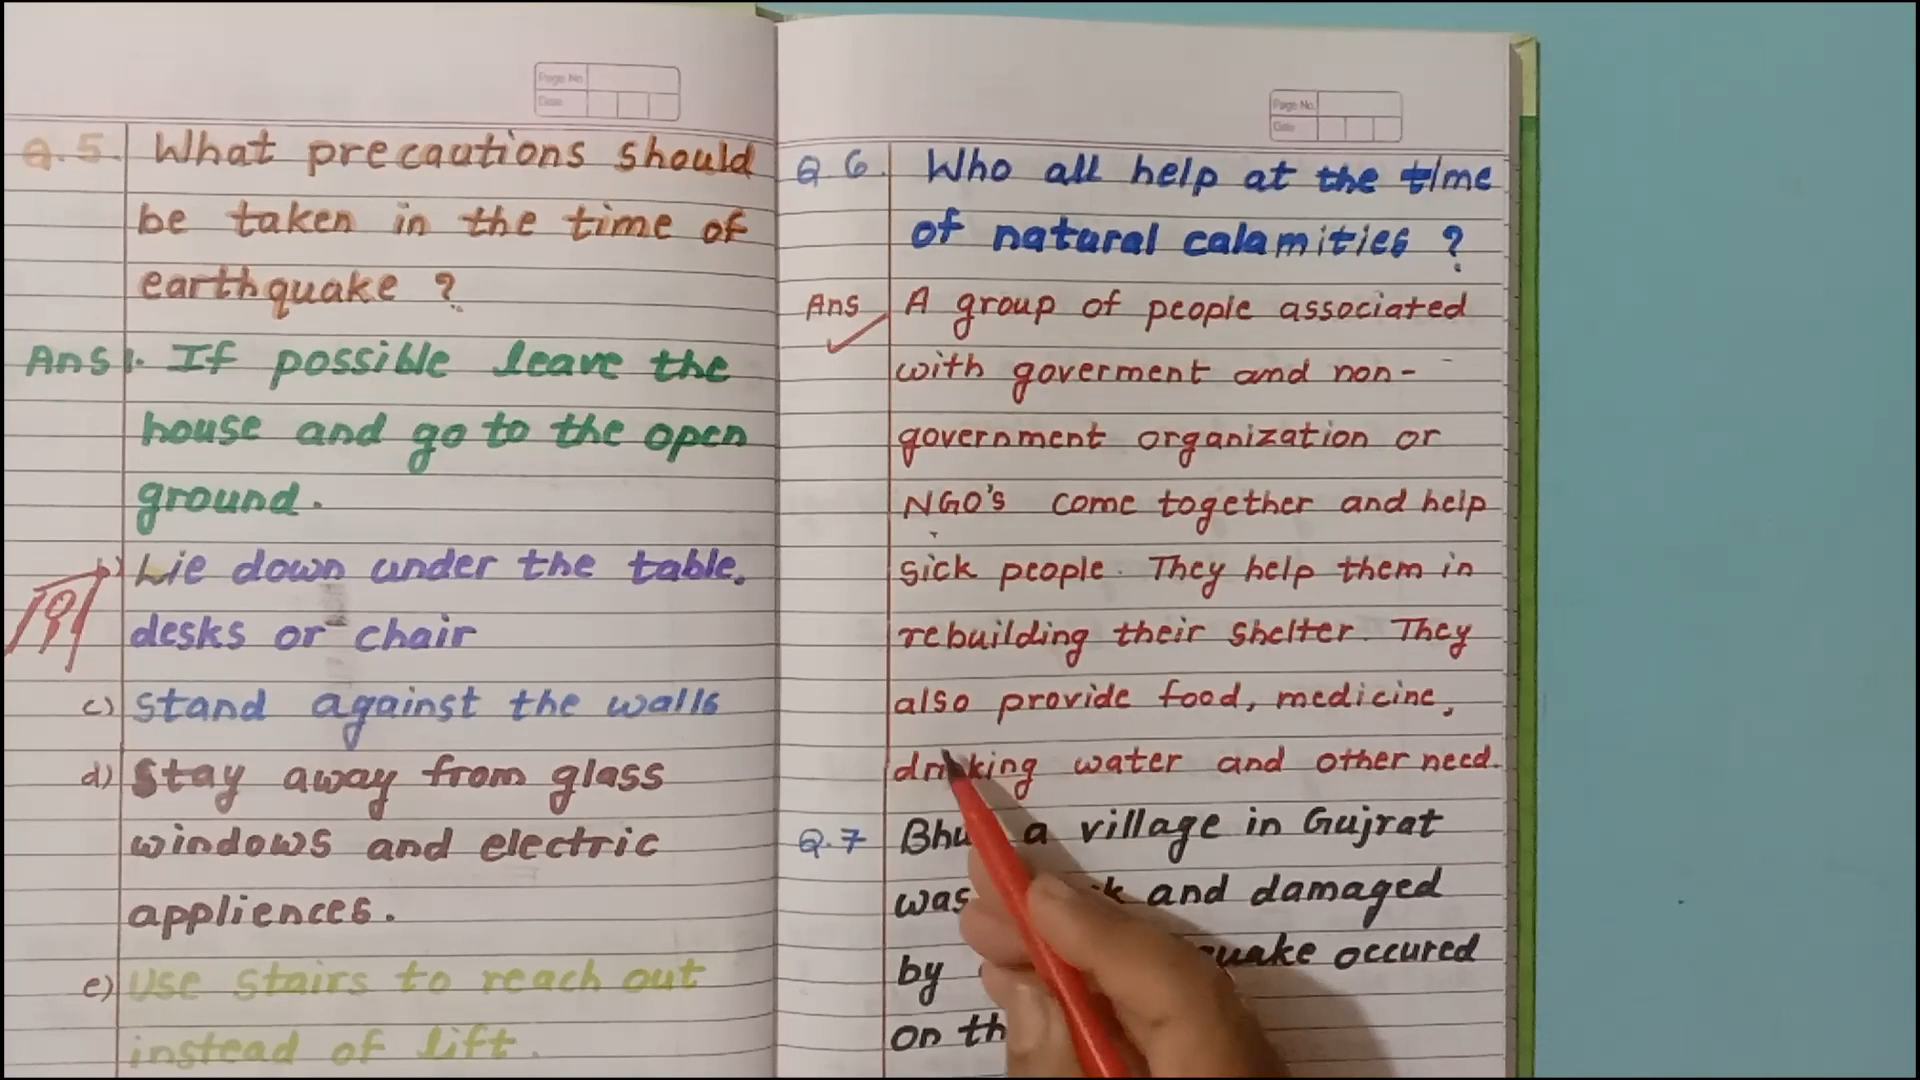 Page No.
Date
Q.5. What precautions should
be taken in the time of
earthquake ?
Ans 1. If possible leave the
house and go to the open
ground.
b) Lie down under the table,
desks or chair
c) Stand against the walls
d) Stay away from glass
windows and electric
appliences.
e) Use stairs to reach out
instead of lift.
Page No.
Date
Q 6. Who all help at the time
of natural calamities ?
Ans A group of people associated
with goverment and non-
government organization or
NGO's come together and help
sick people. They help them in
rebuilding their shelter. They
also provide food, medicine,
drinking water and other need.
Q.7 a village in Gujrat
was and damaged
by occured
on